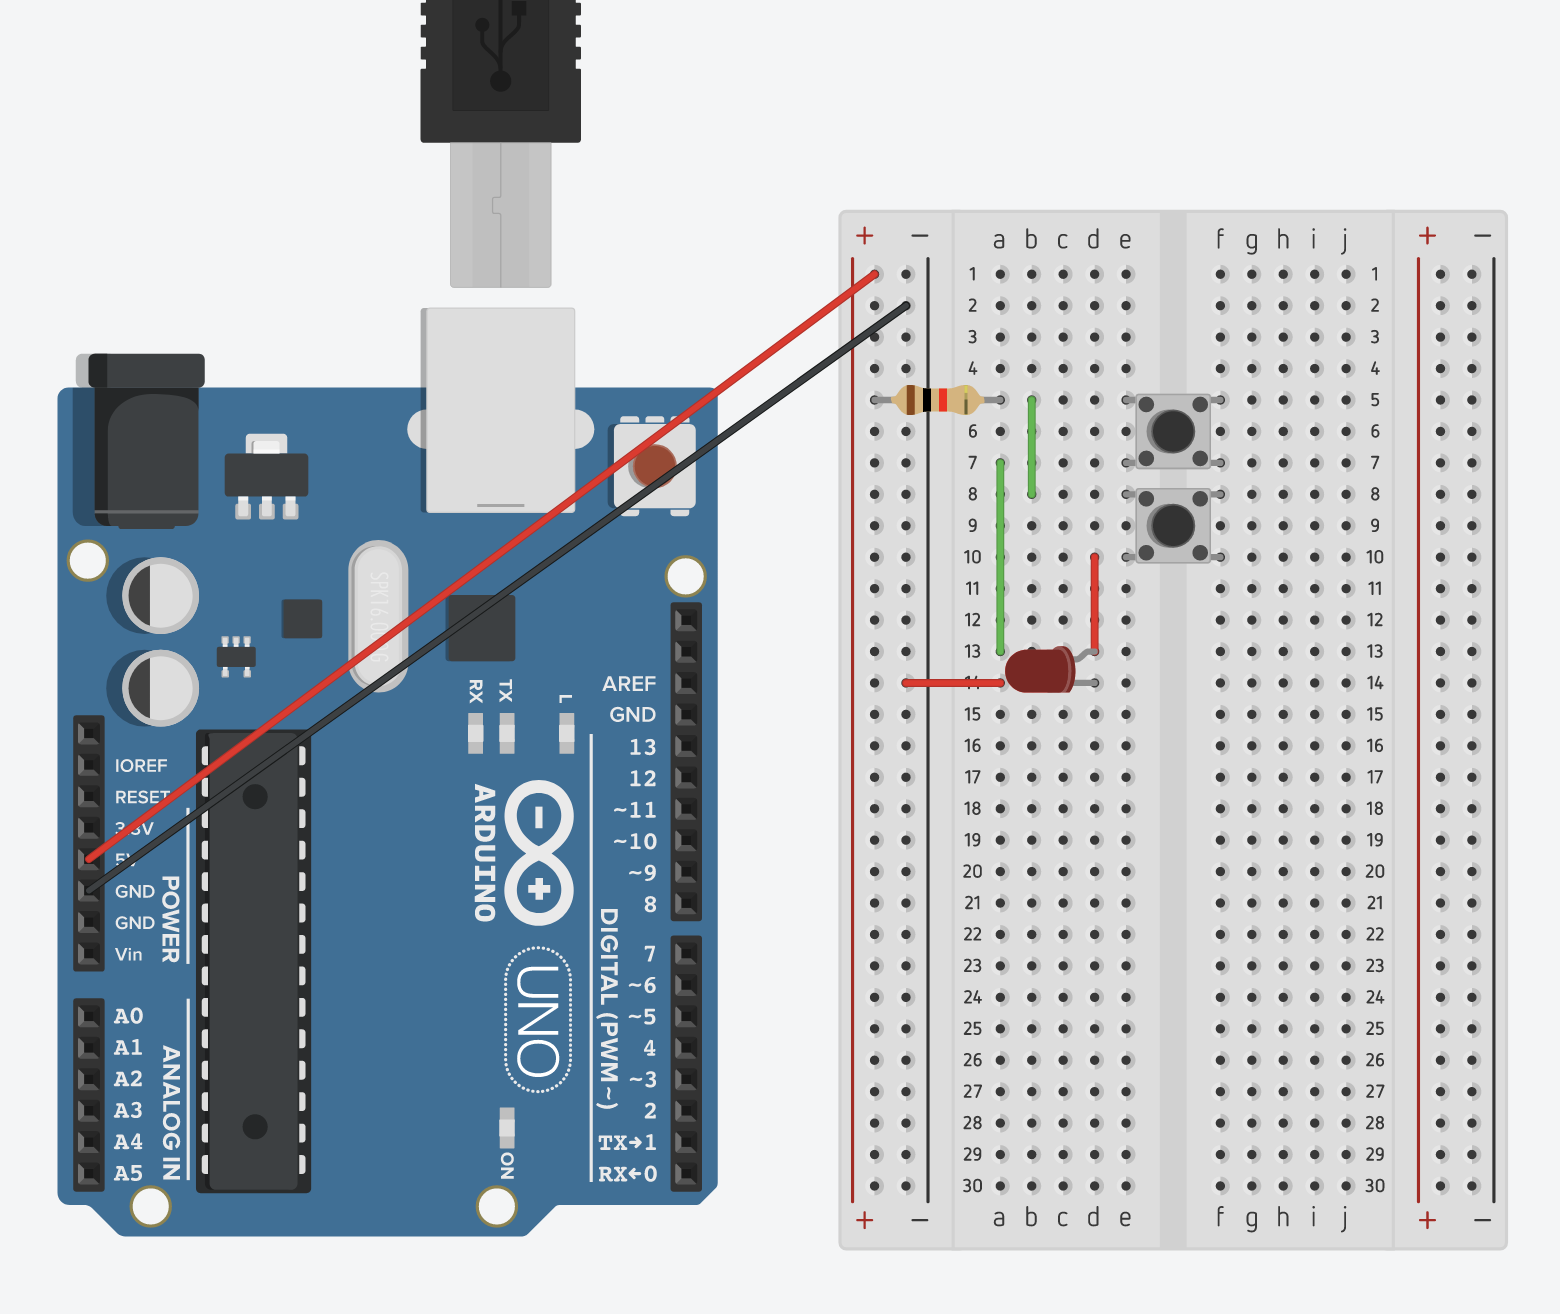 + − a b c d e f g h i j + −
1 1
2 2
3 3
4 4
5 5
6 6
7 7
8 8
9 9
10 10
11 11
12 12
13 13
14 14
15 15
16 16
17 17
18 18
19 19
20 20
21 21
22 22
23 23
24 24
25 25
26 26
27 27
28 28
29 29
30 30
+ − a b c d e f g h i j + −
IOREF
RESET
3.3V
5V
GND
GND
Vin
POWER
A0
A1
A2
A3
A4
A5
ANALOG IN
RX
TX
L
ARDUINO
UNO
ON
AREF
GND
13
12
~11
~10
~9
8
7
~6
~5
4
~3
2
TX→1
RX←0
DIGITAL (PWM~)